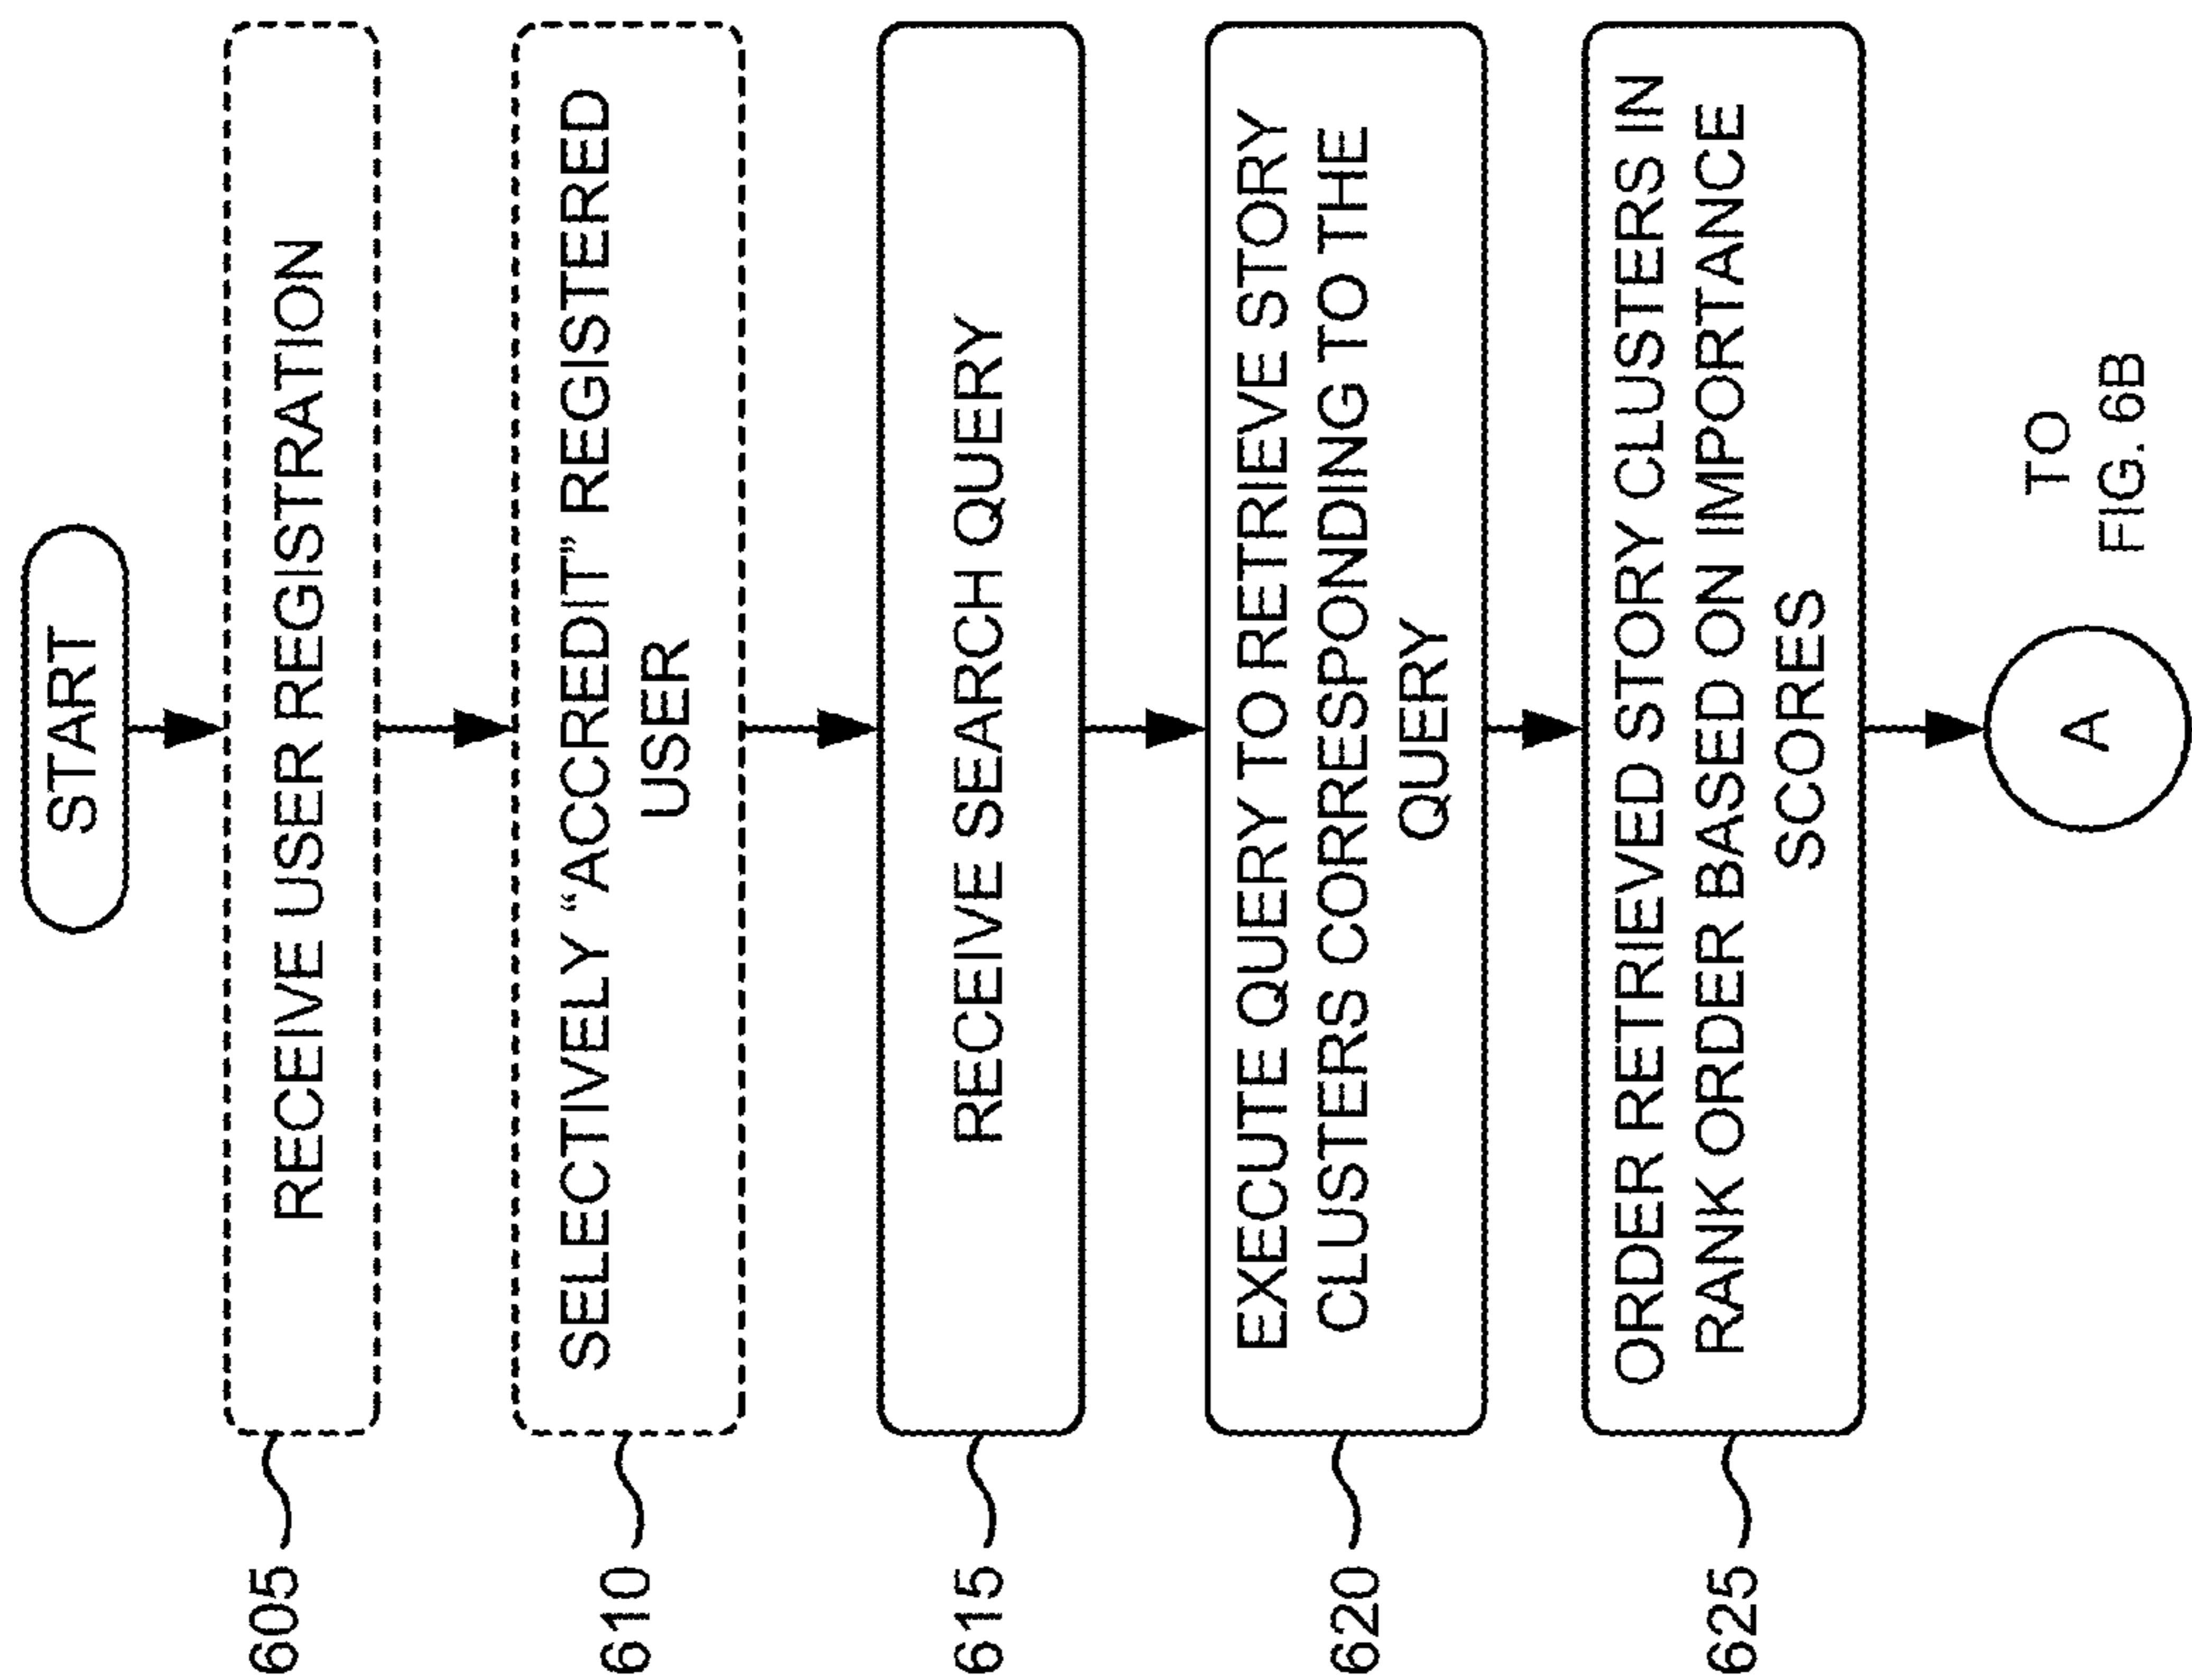 START
605
RECEIVE USER REGISTRATION
610
SELECTIVELY “ACCREDIT” REGISTERED
USER
615
RECEIVE SEARCH QUERY
620
EXECUTE QUERY TO RETRIEVE STORY
CLUSTERS CORRESPONDING TO THE
QUERY
625
ORDER RETRIEVED STORY CLUSTERS IN
RANK ORDER BASED ON IMPORTANCE
SCORES
A
TO
FIG. 6B